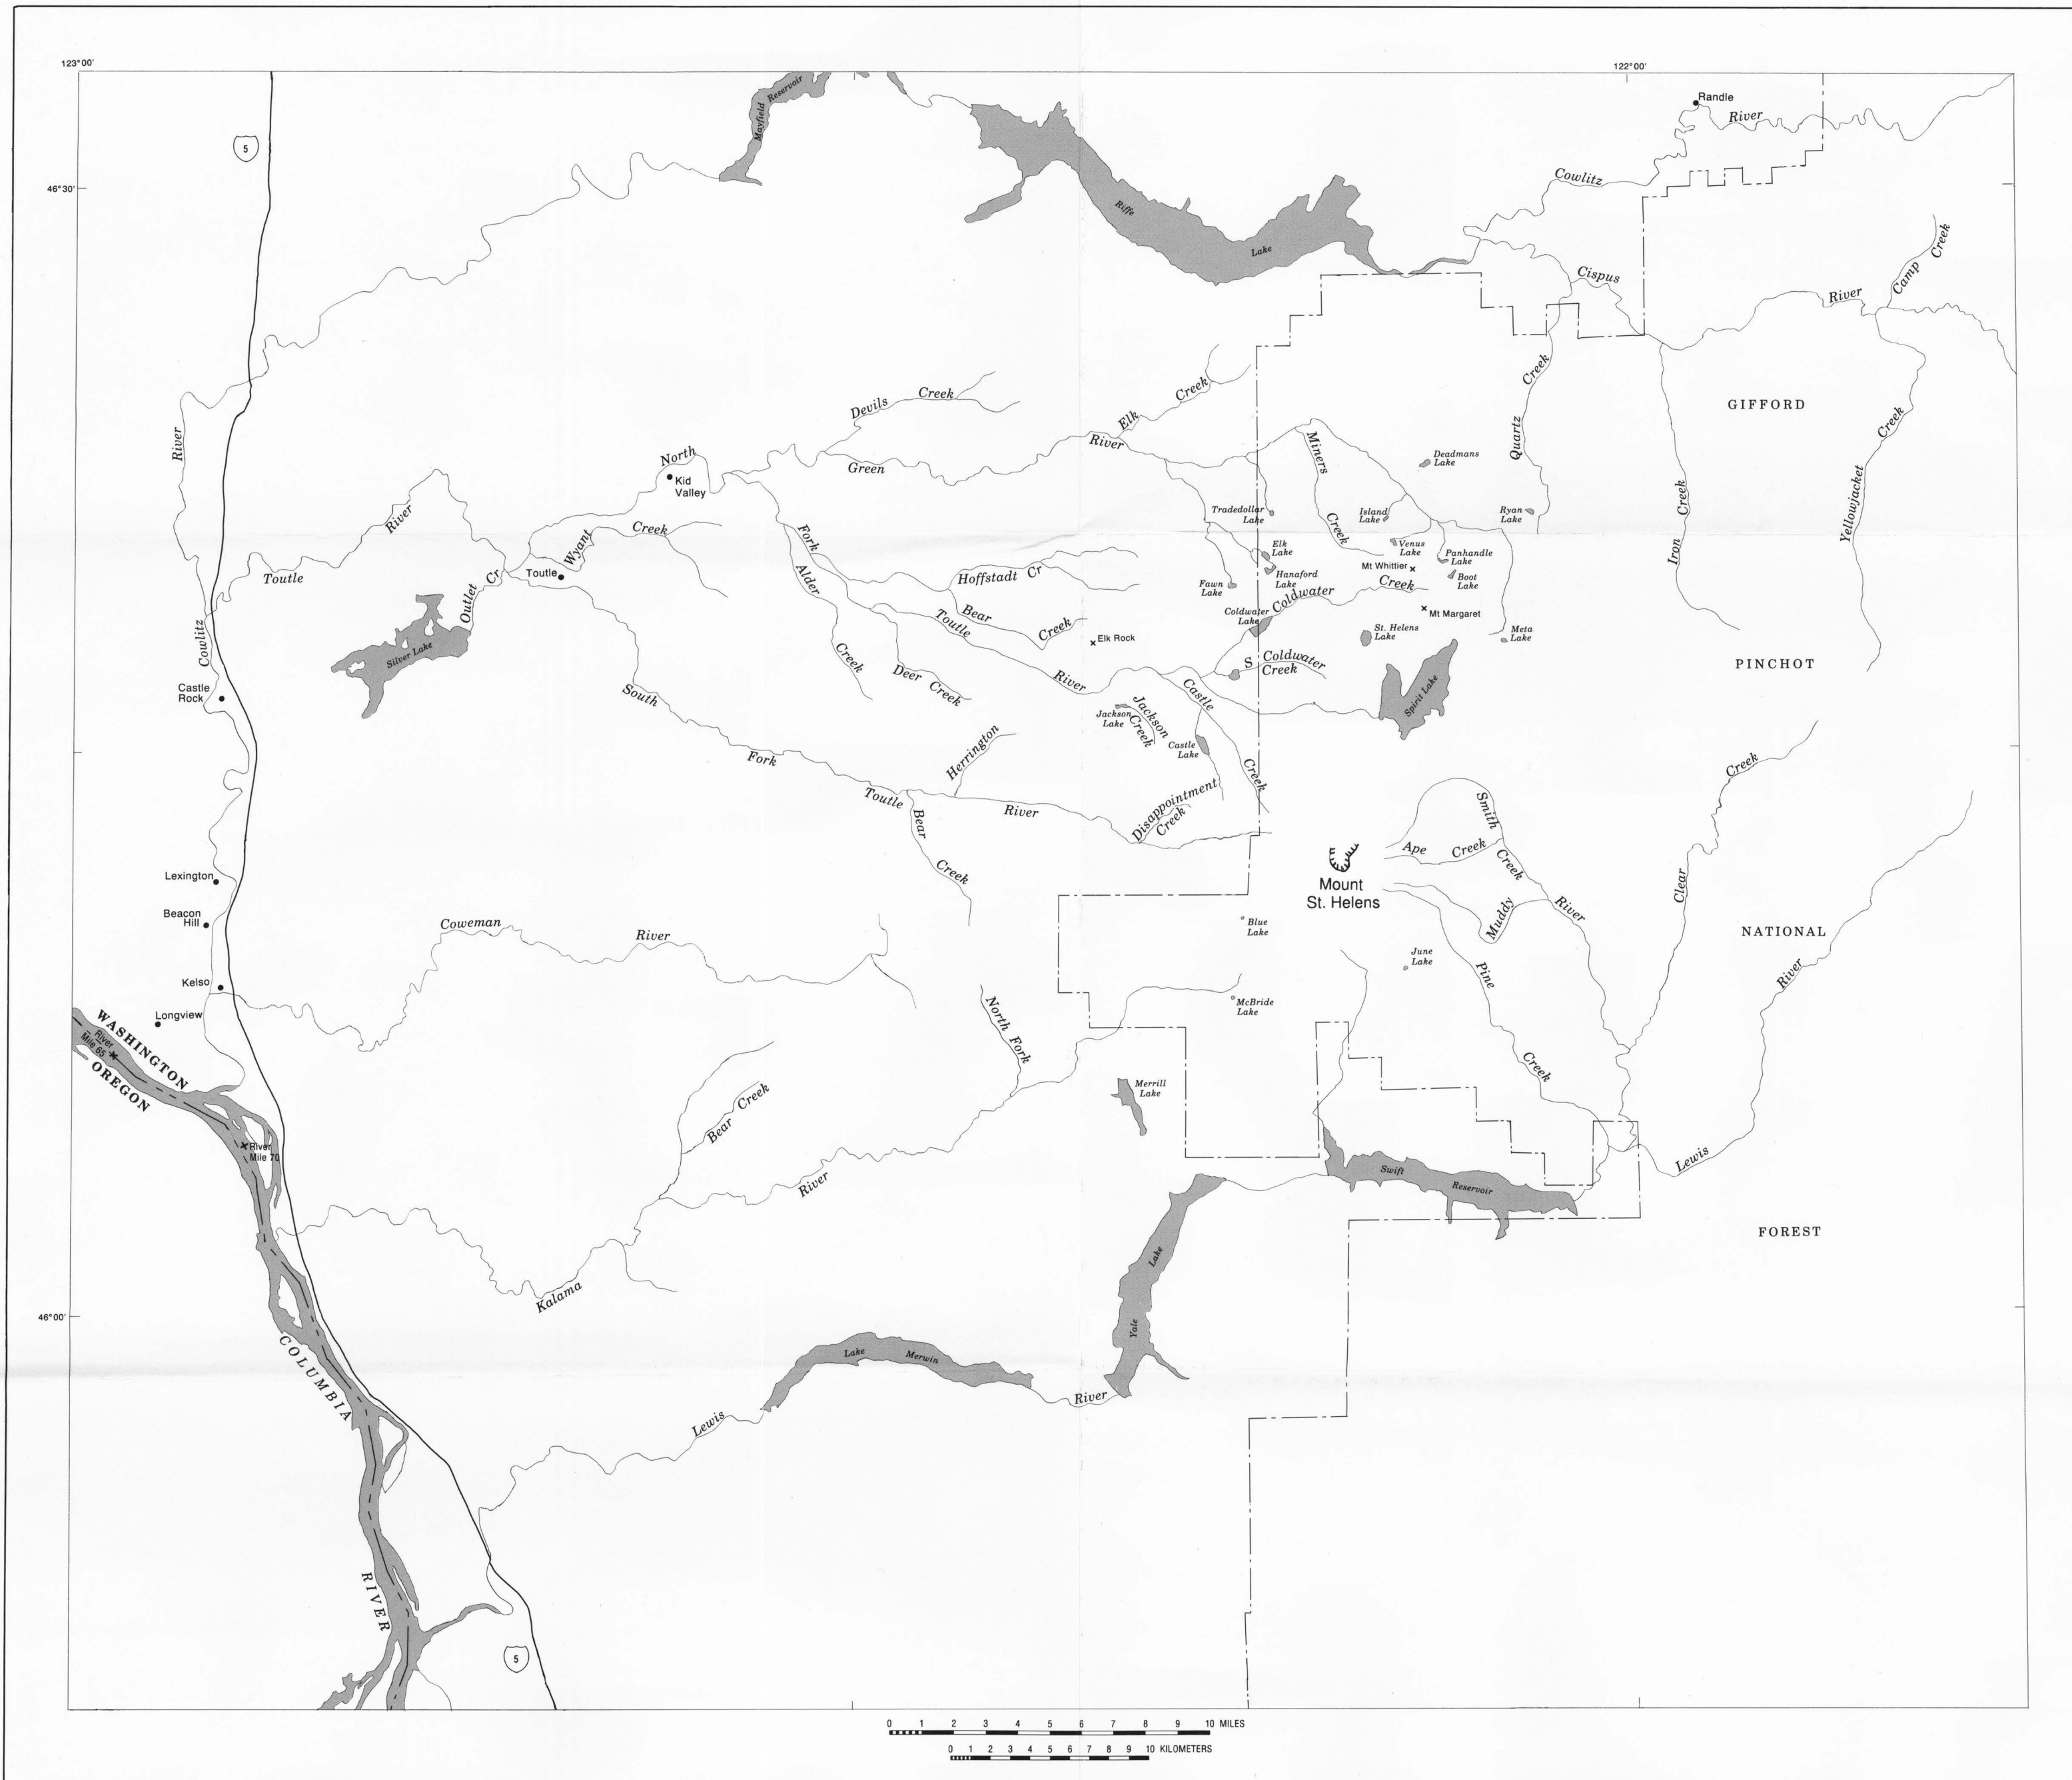 123°00'
122°00'
Randle
River
Mayfield Reservoir
5
46°30'
Cowlitz
Riffe
Lake
Cispus
River
Camp Creek
Creek
Elk Creek
GIFFORD
Devils Creek
River
River
Miners
Quartz
Creek
North
Green
Deadmans
Lake
Kid
Valley
Yellowjacket
Creek
River
Tradedollar
Lake
Island
Lake
Ryan
Lake
Iron
Fork
Wyant
Creek
Creek
Elk
Lake
Venus
Lake
Panhandle
Lake
Mt Whittier
Toutle
Toutle
Outlet Cr
Alder
Hoffstadt Cr
Hanaford
Lake
Boot
Lake
Fawn
Lake
Coldwater
Creek
Coldwater
Lake
Mt Margaret
Bear
Creek
Toutle
Elk Rock
St. Helens
Lake
Meta
Lake
Cowlitz
Silver Lake
Creek
S Coldwater
Creek
PINCHOT
Deer Creek
River
Castle
Spirit Lake
Castle
Rock
South
Jackson
Lake
Jackson
Creek
Castle
Lake
Herrington
Fork
Creek
Creek
Toutle
River
Disappointment
Creek
Smith
Bear
Ape Creek
Creek
Mount
St. Helens
Lexington
Creek
Clear
Beacon
Hill
Muddy
River
Coweman
River
Blue
Lake
NATIONAL
June
Lake
Pine
River
Kelso
McBride
Lake
Longview
North Fork
WASHINGTON
River
Mile 65
OREGON
Creek
Merrill
Lake
Bear Creek
River
Mile 70
Lewis
River
Swift
Reservoir
FOREST
Lake
Kalama
46°00'
Yale
COLUMBIA
Lake Merwin
River
Lewis
RIVER
5
0 1 2 3 4 5 6 7 8 9 10 MILES
0 1 2 3 4 5 6 7 8 9 10 KILOMETERS